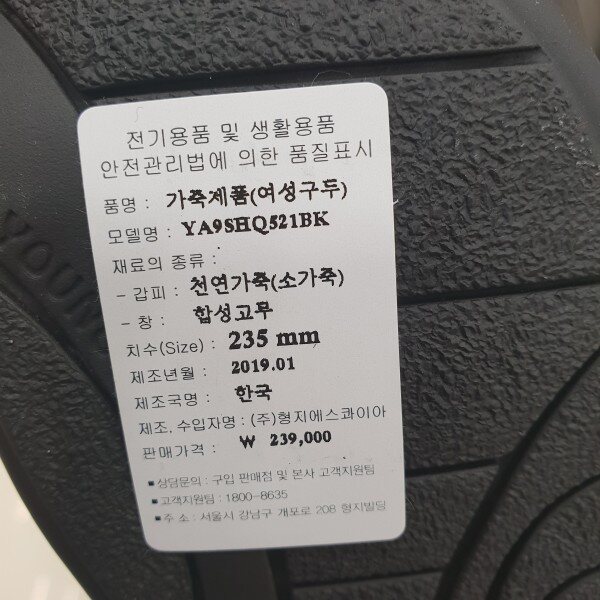 전기용품 및 생활용품
안전관리법에 의한 품질표시
품명 : 가죽제품(여성구두)
모델명 : YA9SHQ521BK
재료의 종류 :
- 갑피 : 천연가죽(소가죽)
- 창 : 합성고무
치수(Size) : 235 mm
제조년월 : 2019.01
제조국명 : 한국
제조, 수입자명 : (주)형지에스콰이아
판매가격 : ₩ 239,000
■상담문의 : 구입 판매점 및 본사 고객지원팀
■고객지원팀 : 1800-8635
■주 소 : 서울시 강남구 개포로 208 형지빌딩